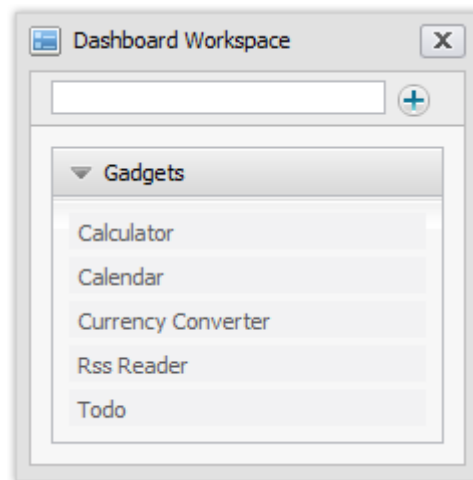 Dashboard Workspace
Gadgets
Calculator
Calendar
Currency Converter
Rss Reader
Todo